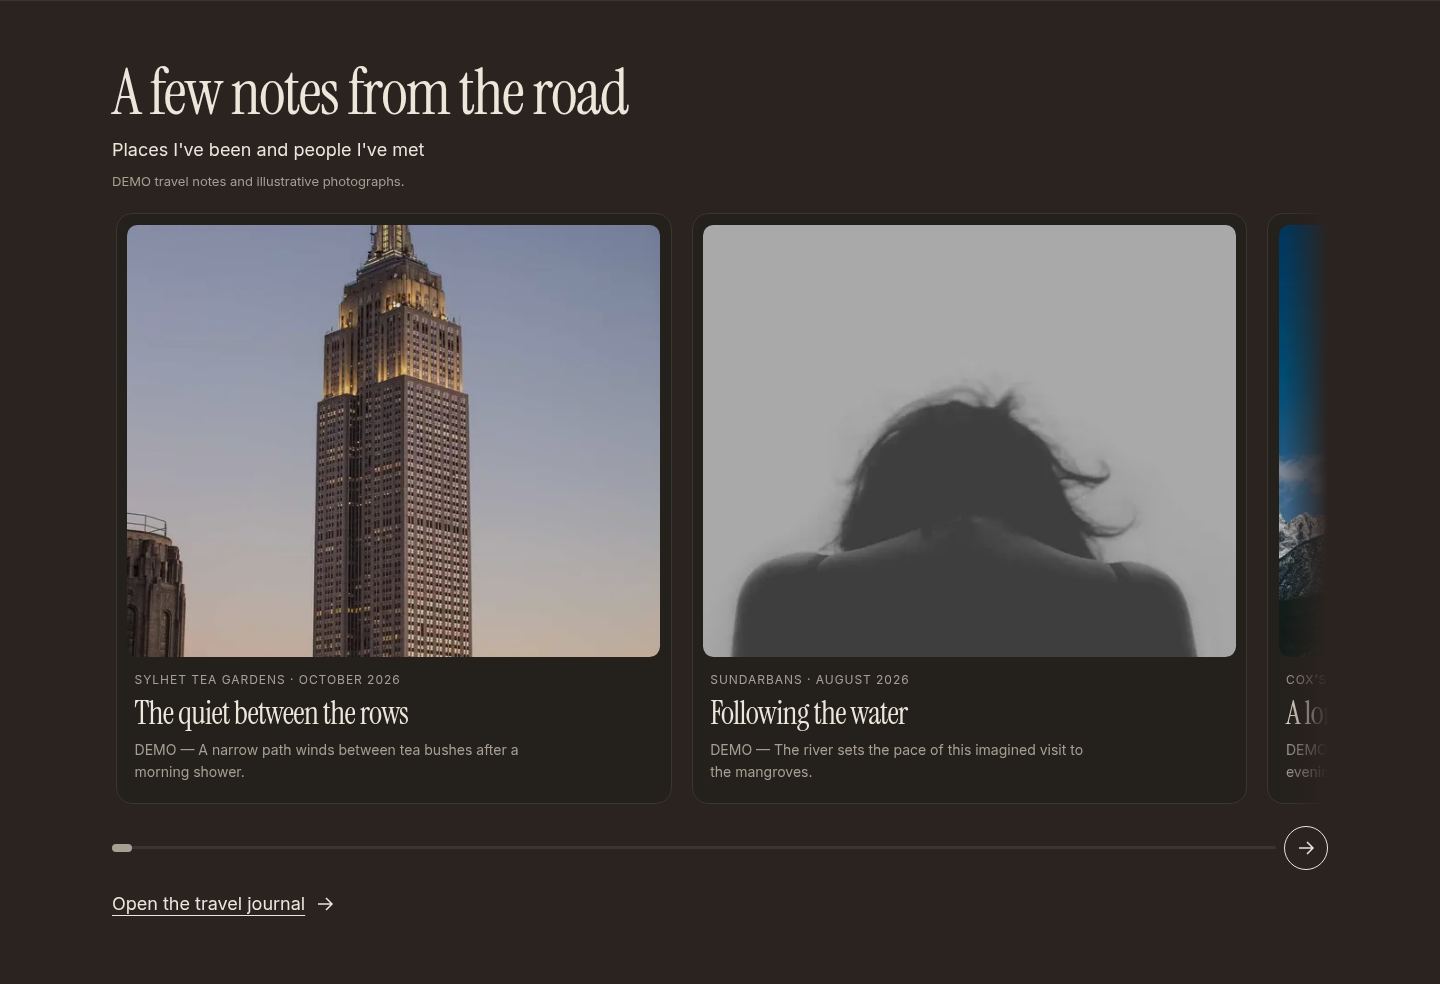 A few notes from the road
Places I've been and people I've met
DEMO travel notes and illustrative photographs.
SYLHET TEA GARDENS · OCTOBER 2026
The quiet between the rows
DEMO — A narrow path winds between tea bushes after a
morning shower.
SUNDARBANS · AUGUST 2026
Following the water
DEMO — The river sets the pace of this imagined visit to
the mangroves.
COX'S
A
DEMO
Open the travel journal →